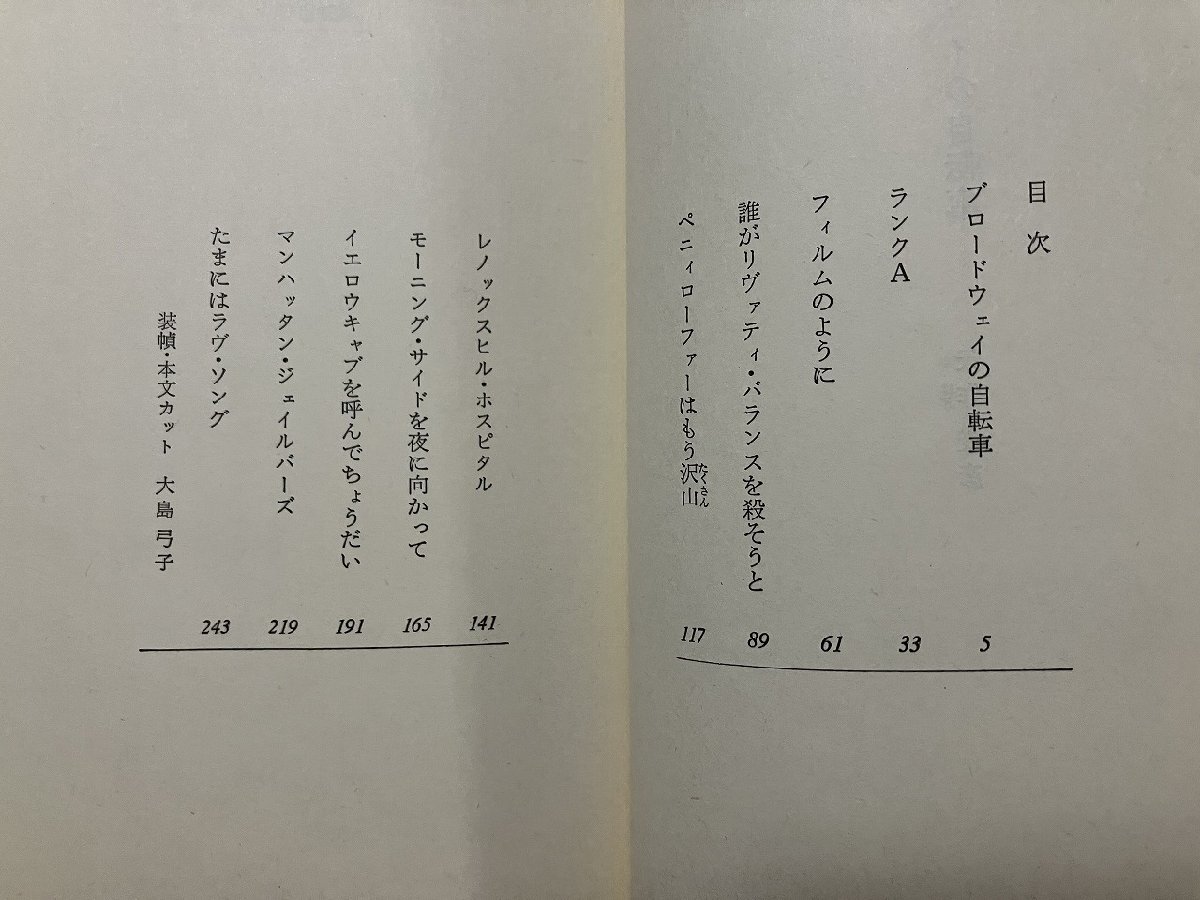 目次
ブロードウェイの自転車 5
ランクA 33
フィルムのように 61
誰がリヴァティ・バランスを殺そうと 89
ペニィローファーはもう沢山 117
たくさん
レノックスヒル・ホスピタル 141
モーニング・サイドを夜に向かって 165
イエロウキャブを呼んでちょうだい 191
マンハッタン・ジェイルバーズ 219
たまにはラヴ・ソング 243
装幀・本文カット 大島弓子